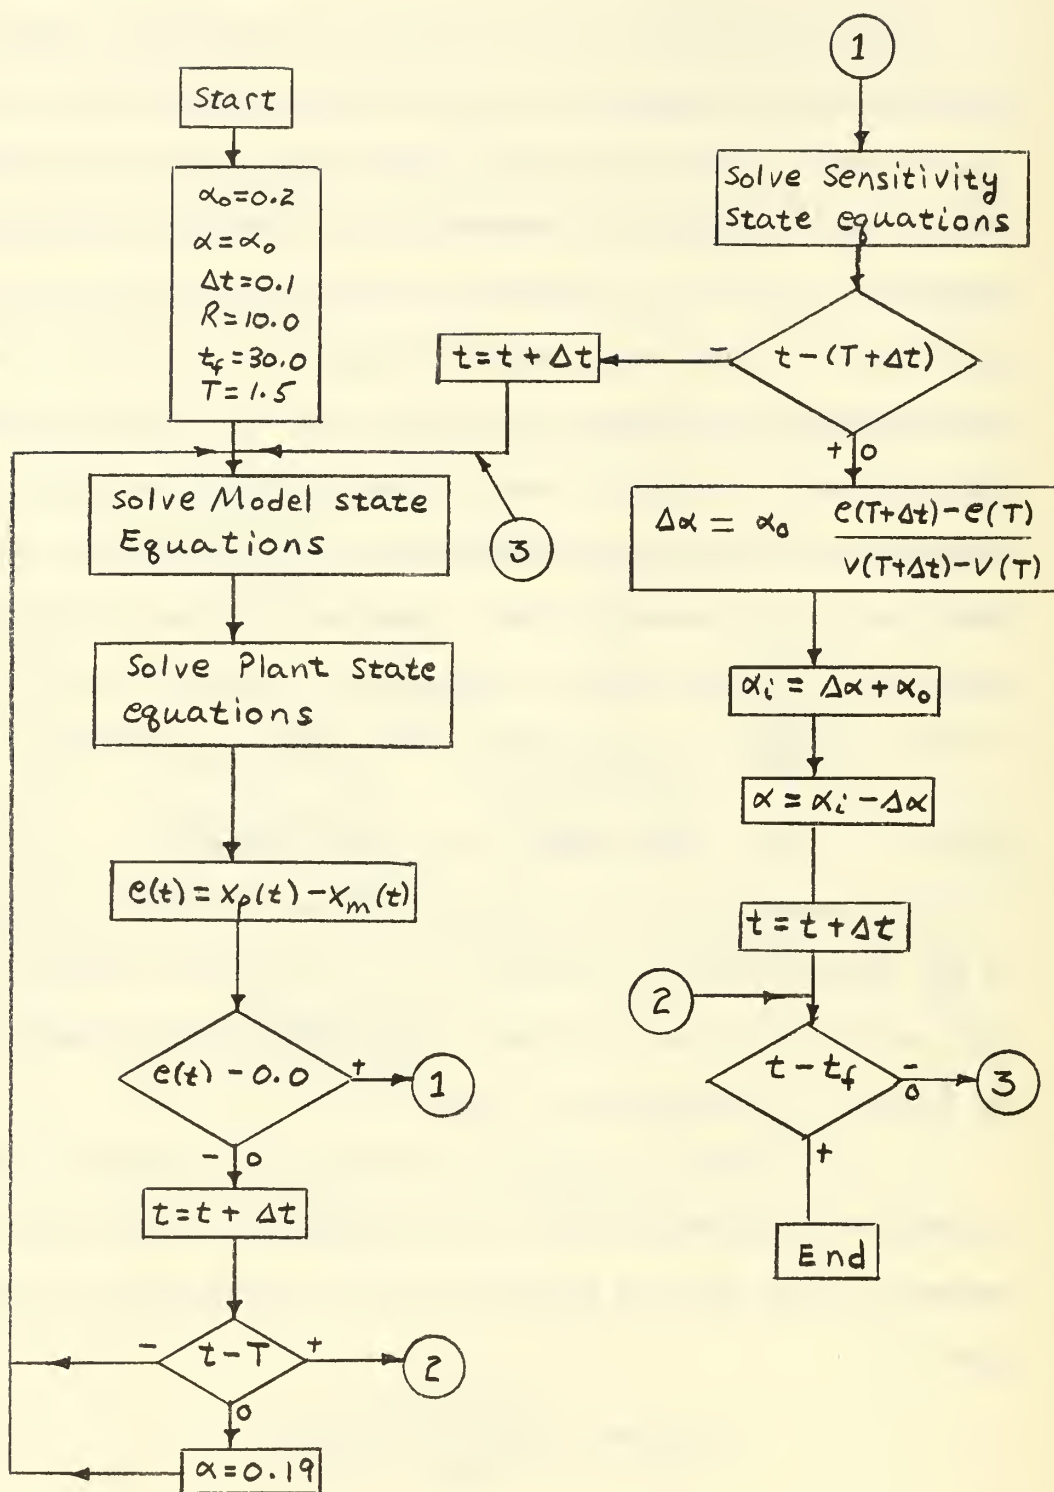 Start
α₀=0.2
α=α₀
Δt=0.1
R=10.0
t_f=30.0
T=1.5
Solve Model state
Equations
Solve Plant State
equations
e(t) = X_p(t) - X_m(t)
e(t) - 0.0
+
1
- 0
t = t + Δt
t - T
-
+
2
0
α = 0.19
1
Solve Sensitivity
State equations
t - (T + Δt)
-
t = t + Δt
3
+ 0
Δα = α₀ e(T+Δt) - e(T)
V(T+Δt) - V(T)
α_i = Δα + α₀
α = α_i - Δα
t = t + Δt
2
t - t_f
-
0
3
+
End